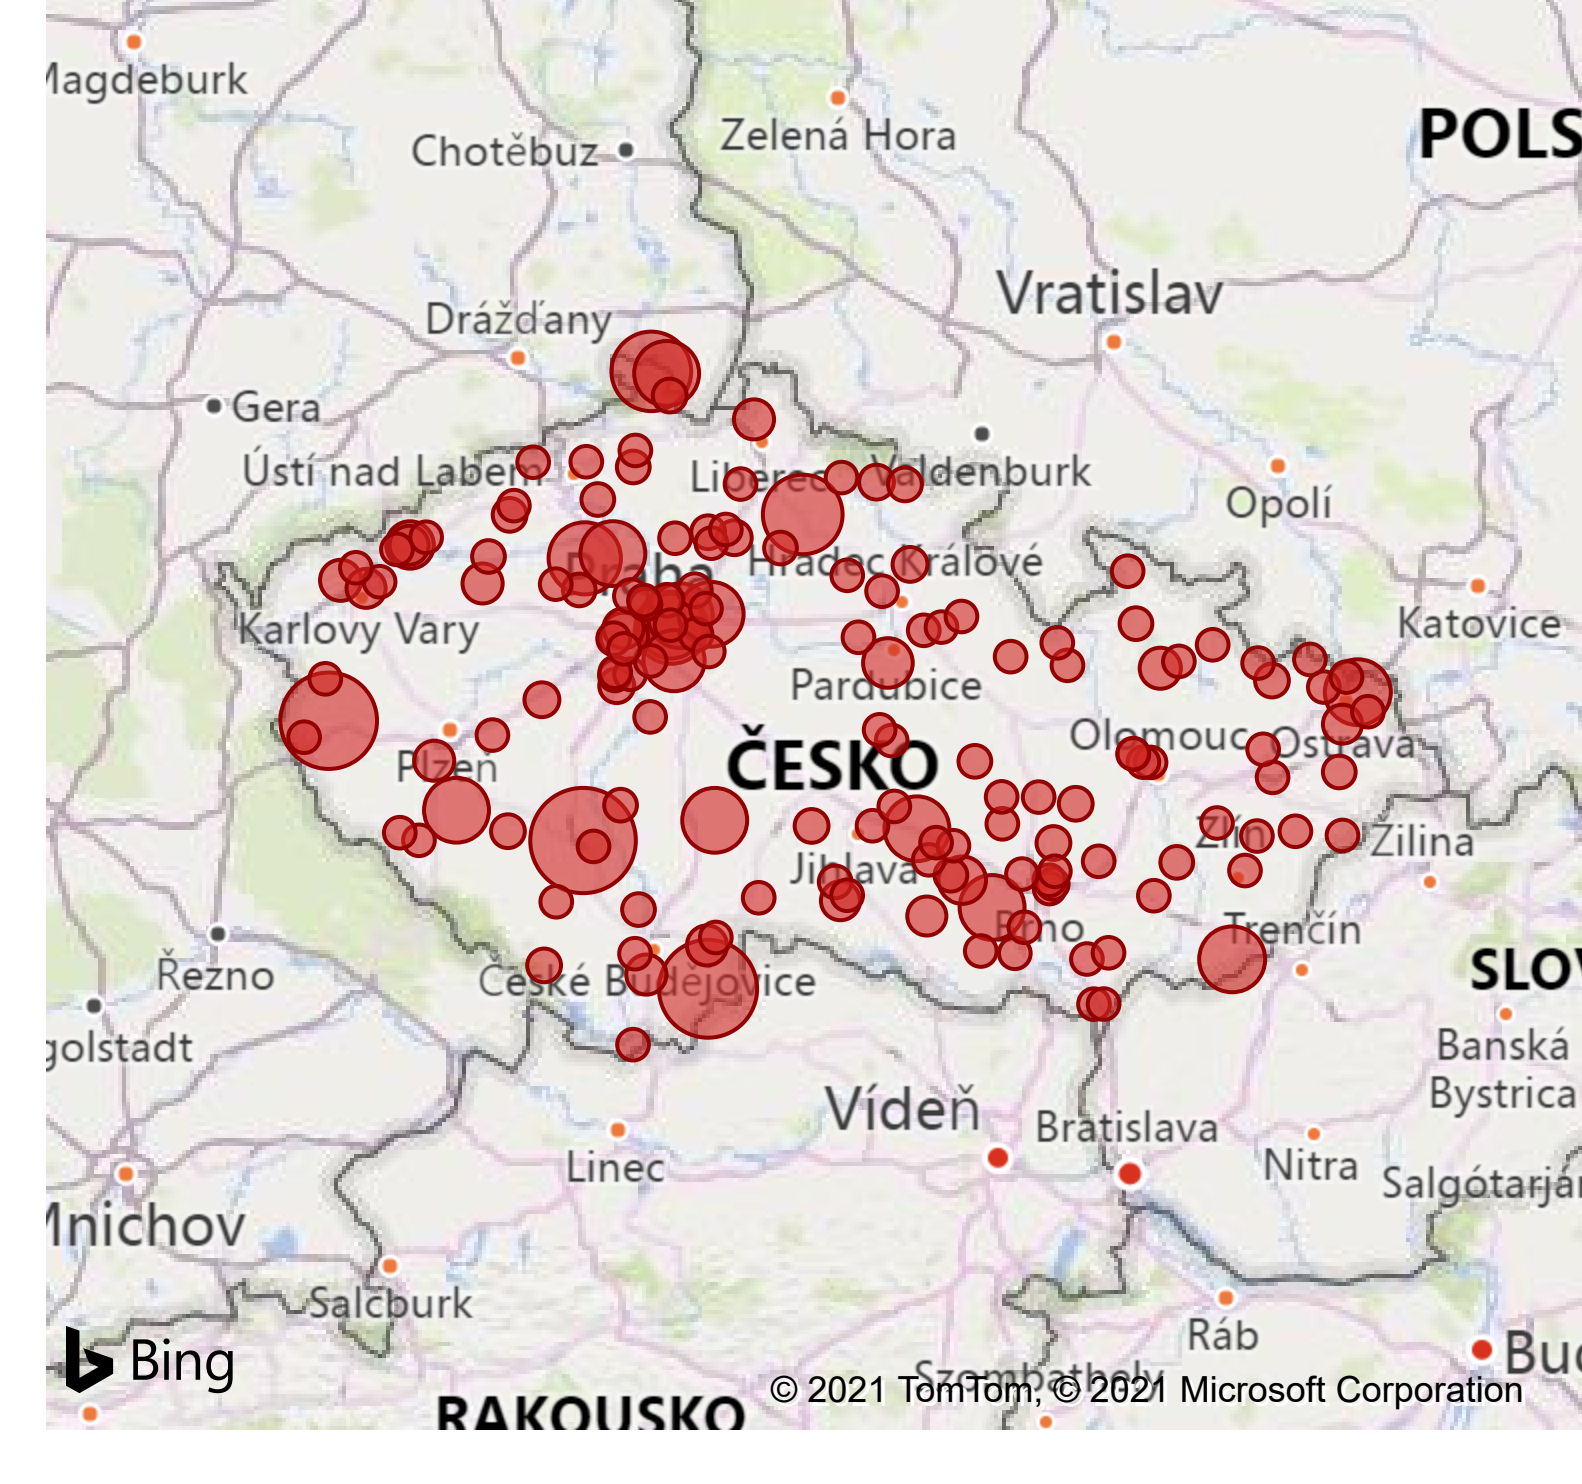 Magdeburk
Chotěbuz
Zelená Hora
POLS
Vratislav
Drážďany
Gera
Ústí nad Labem
Liberec
Valdenburk
Opolí
Praha
Hradec Králové
Karlovy Vary
Katovice
Pardubice
Plzeň
ČESKO
Olomouc
Ostrava
Jihlava
Zlín
Žilina
Brno
Trenčín
Řezno
České Budějovice
SLOV
golstadt
Banská
Bystrica
Vídeň
Bratislava
Linec
Nitra
Salgótarján
Mnichov
Salcburk
Ráb
Bing
Buc
Szombathely
© 2021 TomTom, © 2021 Microsoft Corporation
RAKOUSKO